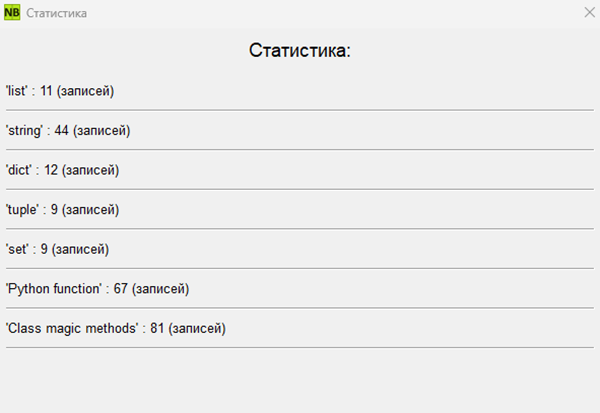 NB Статистика
Статистика:
'list' : 11 (записей)
'string' : 44 (записей)
'dict' : 12 (записей)
'tuple' : 9 (записей)
'set' : 9 (записей)
'Python function' : 67 (записей)
'Class magic methods' : 81 (записей)